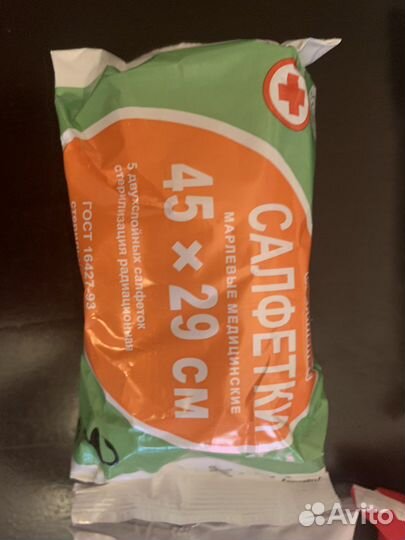 САЛФЕТКИ
МАРЛЕВЫЕ МЕДИЦИНСКИЕ
45 × 29 см
5 двухслойных салфеток
стерилизация радиационная
ГОСТ 16427-93
Avito